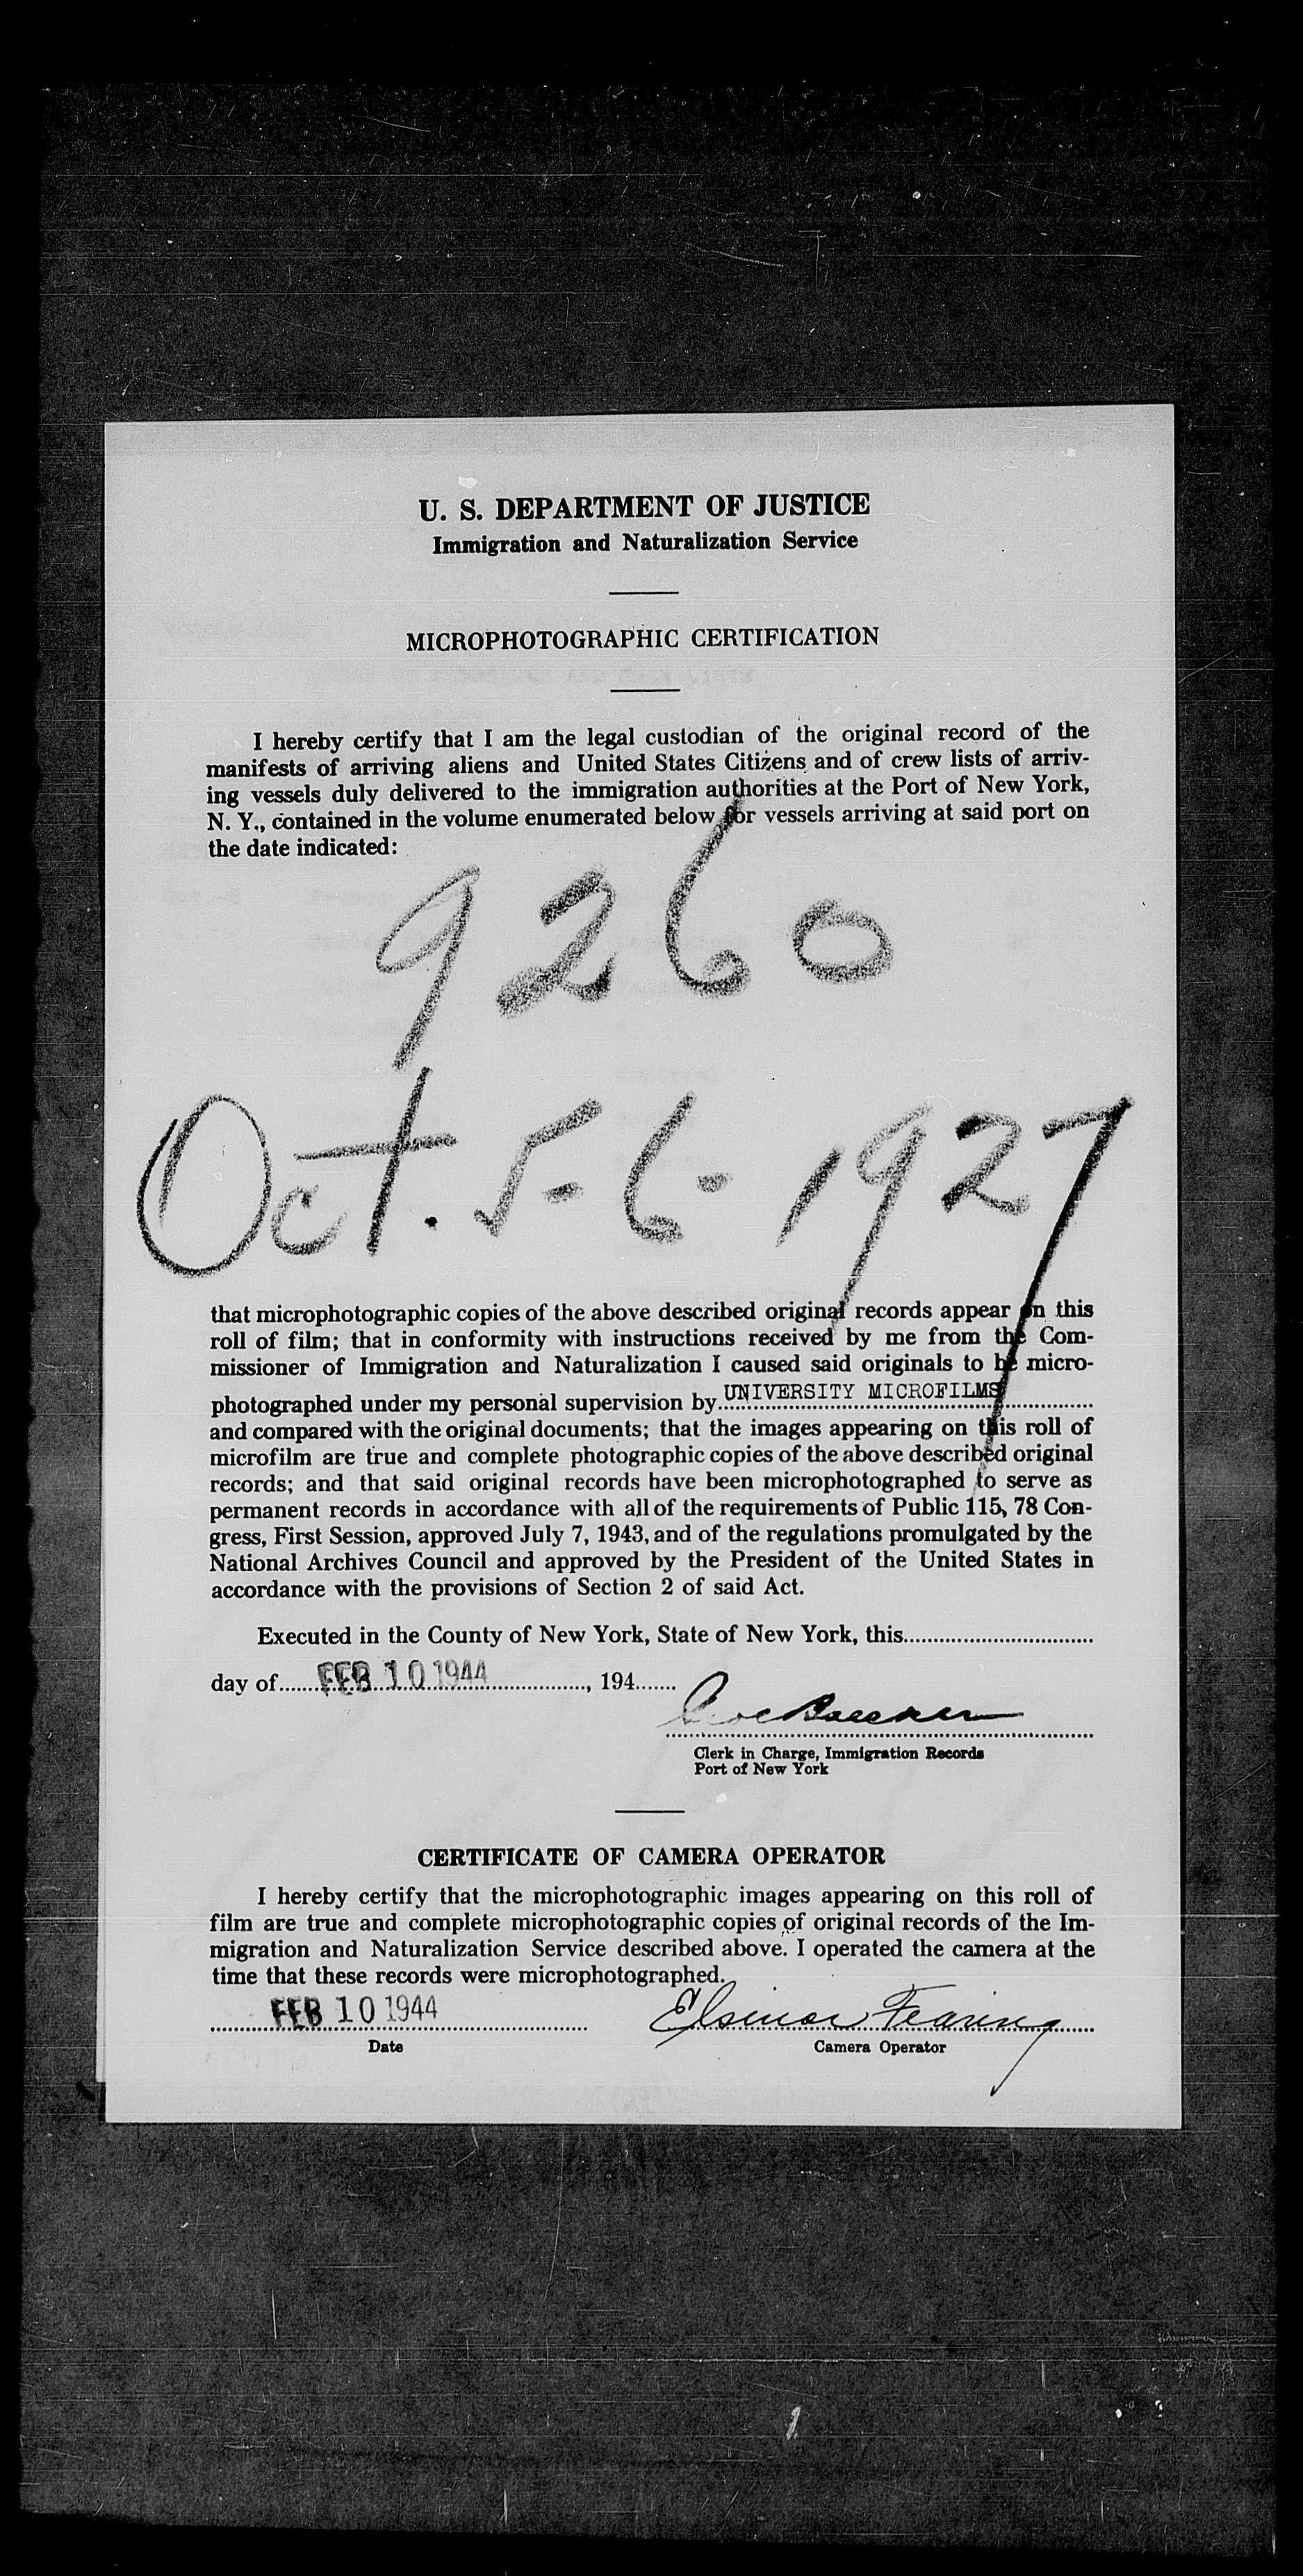 U. S. DEPARTMENT OF JUSTICE
Immigration and Naturalization Service
MICROPHOTOGRAPHIC CERTIFICATION
I hereby certify that I am the legal custodian of the original record of the
manifests of arriving aliens and United States Citizens and of crew lists of arriv-
ing vessels duly delivered to the immigration authorities at the Port of New York,
N. Y., contained in the volume enumerated below for vessels arriving at said port on
the date indicated:
9260
Oct. 5-6-1927
that microphotographic copies of the above described original records appear on this
roll of film; that in conformity with instructions received by me from the Com-
missioner of Immigration and Naturalization I caused said originals to be micro-
photographed under my personal supervision by UNIVERSITY MICROFILMS
and compared with the original documents; that the images appearing on this roll of
microfilm are true and complete photographic copies of the above described original
records; and that said original records have been microphotographed to serve as
permanent records in accordance with all of the requirements of Public 115, 78 Con-
gress, First Session, approved July 7, 1943, and of the regulations promulgated by the
National Archives Council and approved by the President of the United States in
accordance with the provisions of Section 2 of said Act.
Executed in the County of New York, State of New York, this
day of FEB 10 1944, 194
Clerk in Charge, Immigration Records
Port of New York
CERTIFICATE OF CAMERA OPERATOR
I hereby certify that the microphotographic images appearing on this roll of
film are true and complete microphotographic copies of original records of the Im-
migration and Naturalization Service described above. I operated the camera at the
time that these records were microphotographed.
FEB 10 1944 Elsinor Fearing
Date Camera Operator